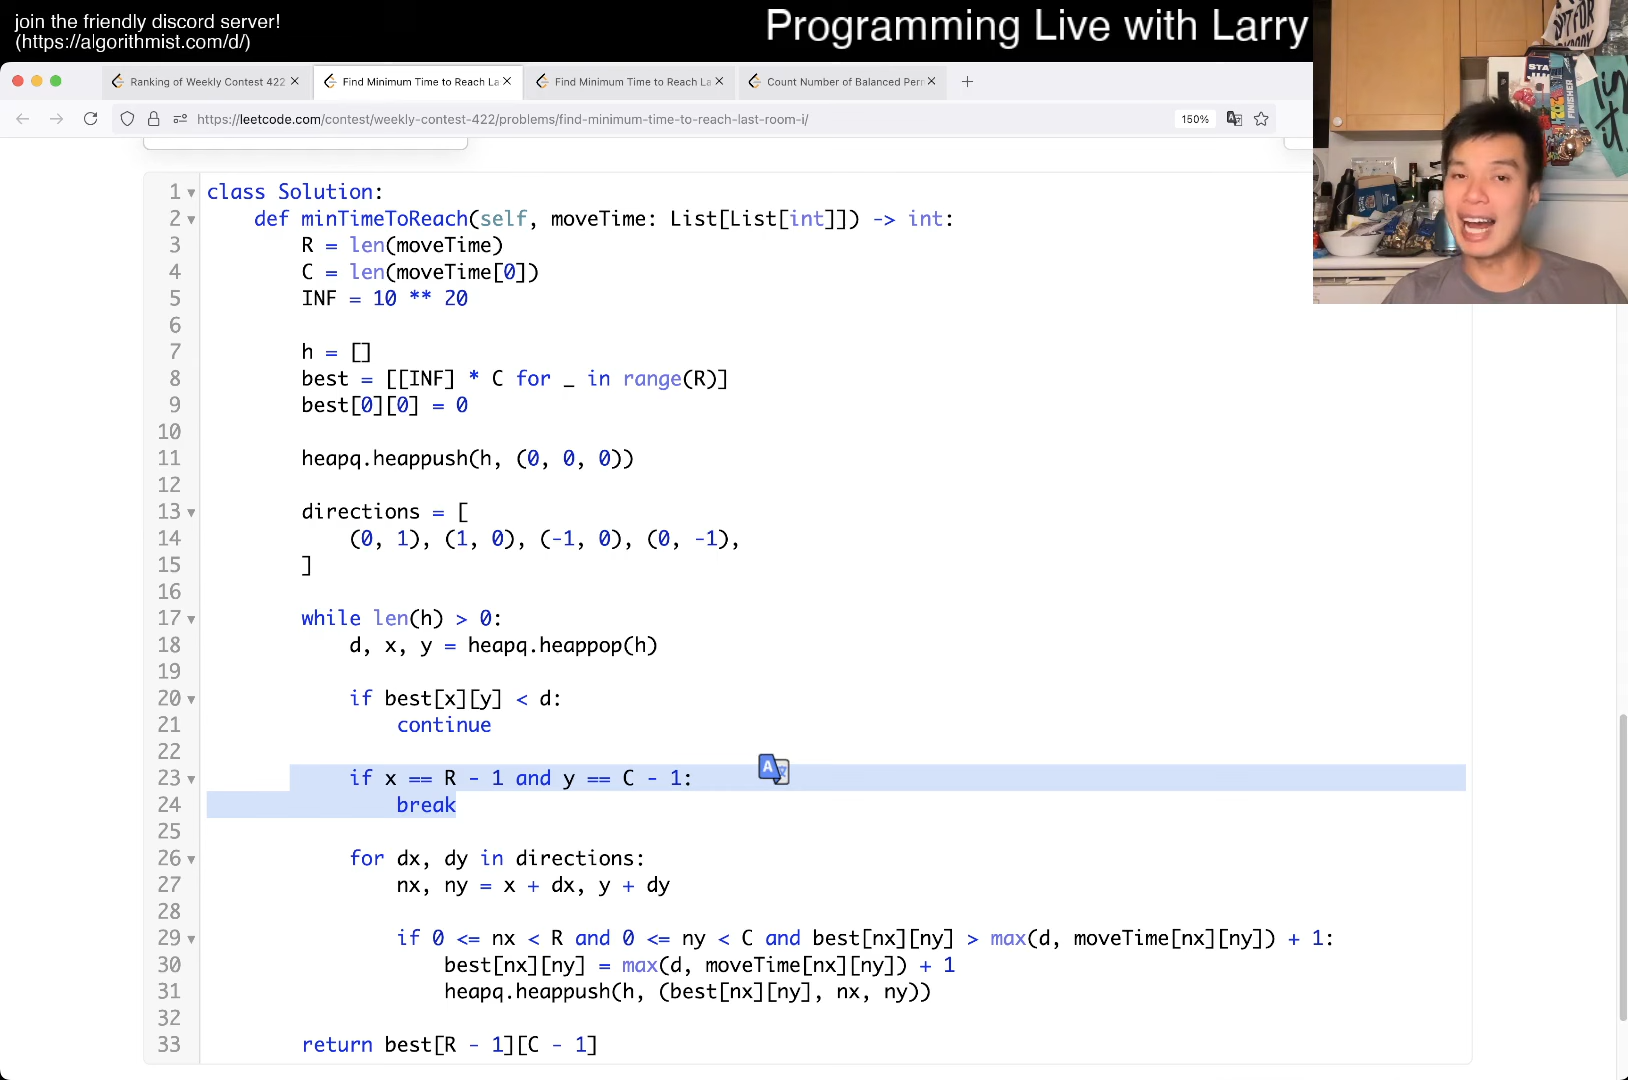 join the friendly discord server!
(https://algorithmist.com/d/)
Programming Live with Larry
Ranking of Weekly Contest 422
Find Minimum Time to Reach La
Find Minimum Time to Reach La
Count Number of Balanced Perr
https://leetcode.com/contest/weekly-contest-422/problems/find-minimum-time-to-reach-last-room-i/
150%
1 class Solution:
2     def minTimeToReach(self, moveTime: List[List[int]]) -> int:
3         R = len(moveTime)
4         C = len(moveTime[0])
5         INF = 10 ** 20
6
7         h = []
8         best = [[INF] * C for _ in range(R)]
9         best[0][0] = 0
10
11         heapq.heappush(h, (0, 0, 0))
12
13         directions = [
14             (0, 1), (1, 0), (-1, 0), (0, -1),
15         ]
16
17         while len(h) > 0:
18             d, x, y = heapq.heappop(h)
19
20             if best[x][y] < d:
21                 continue
22
23             if x == R - 1 and y == C - 1:
24                 break
25
26             for dx, dy in directions:
27                 nx, ny = x + dx, y + dy
28
29                 if 0 <= nx < R and 0 <= ny < C and best[nx][ny] > max(d, moveTime[nx][ny]) + 1:
30                     best[nx][ny] = max(d, moveTime[nx][ny]) + 1
31                     heapq.heappush(h, (best[nx][ny], nx, ny))
32
33         return best[R - 1][C - 1]